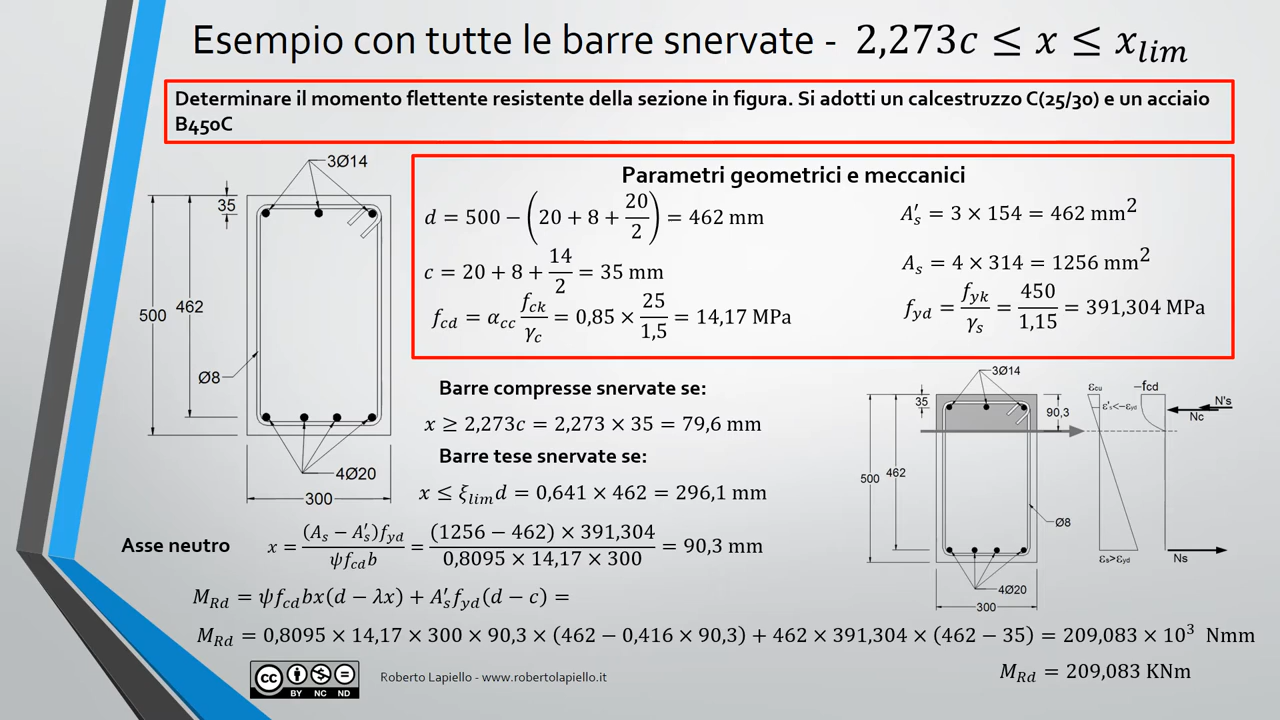 Esempio con tutte le barre snervate - 2,273c ≤ x ≤ x_lim
Determinare il momento flettente resistente della sezione in figura. Si adotti un calcestruzzo C(25/30) e un acciaio
B450C
3Ø14
35
500
462
Ø8
4Ø20
300
Parametri geometrici e meccanici
d = 500 − (20 + 8 + 20/2) = 462 mm
c = 20 + 8 + 14/2 = 35 mm
f_cd = α_cc f_ck/γ_c = 0,85 × 25/1,5 = 14,17 MPa
A′_s = 3 × 154 = 462 mm²
A_s = 4 × 314 = 1256 mm²
f_yd = f_yk/γ_s = 450/1,15 = 391,304 MPa
Barre compresse snervate se:
x ≥ 2,273c = 2,273 × 35 = 79,6 mm
Barre tese snervate se:
x ≤ ξ_lim d = 0,641 × 462 = 296,1 mm
3Ø14
35
90,3
500
462
Ø8
4Ø20
300
εcu
−fcd
ε's<−εyd
N's
Nc
εs>εyd
Ns
Asse neutro x = (A_s − A′_s)f_yd/ψf_cd b = (1256 − 462) × 391,304/0,8095 × 14,17 × 300 = 90,3 mm
M_Rd = ψf_cd bx(d − λx) + A′_s f_yd(d − c) =
M_Rd = 0,8095 × 14,17 × 300 × 90,3 × (462 − 0,416 × 90,3) + 462 × 391,304 × (462 − 35) = 209,083 × 10³ Nmm
M_Rd = 209,083 KNm
cc
BY NC ND
Roberto Lapiello - www.robertolapiello.it